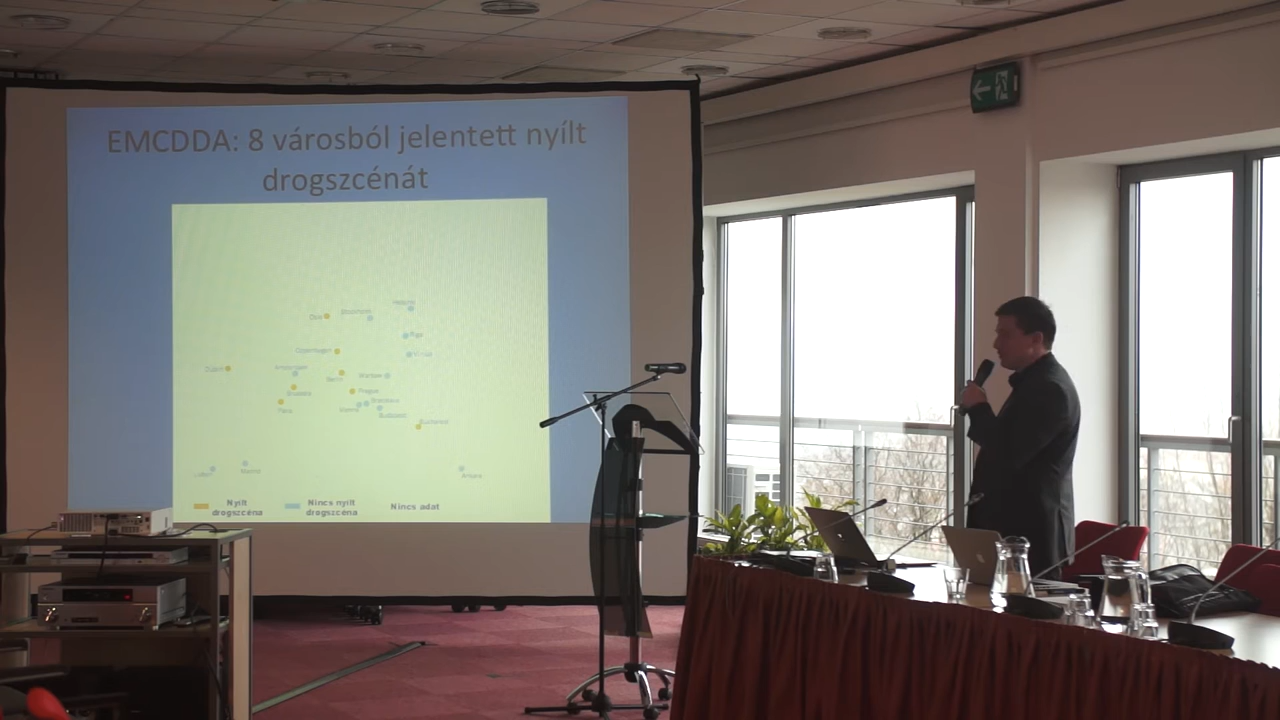 EMCDDA: 8 városból jelentett nyílt
drogszcénát
Helsinki
Oslo
Stockholm
Riga
Vilnius
Copenhagen
Dublin
Amsterdam
Berlin
Warsaw
Brussels
Prague
Paris
Vienna
Bratislava
Budapest
Bucharest
Madrid
Ankara
Nyílt
drogszcéna
Nincs nyílt
drogszcéna
Nincs adat